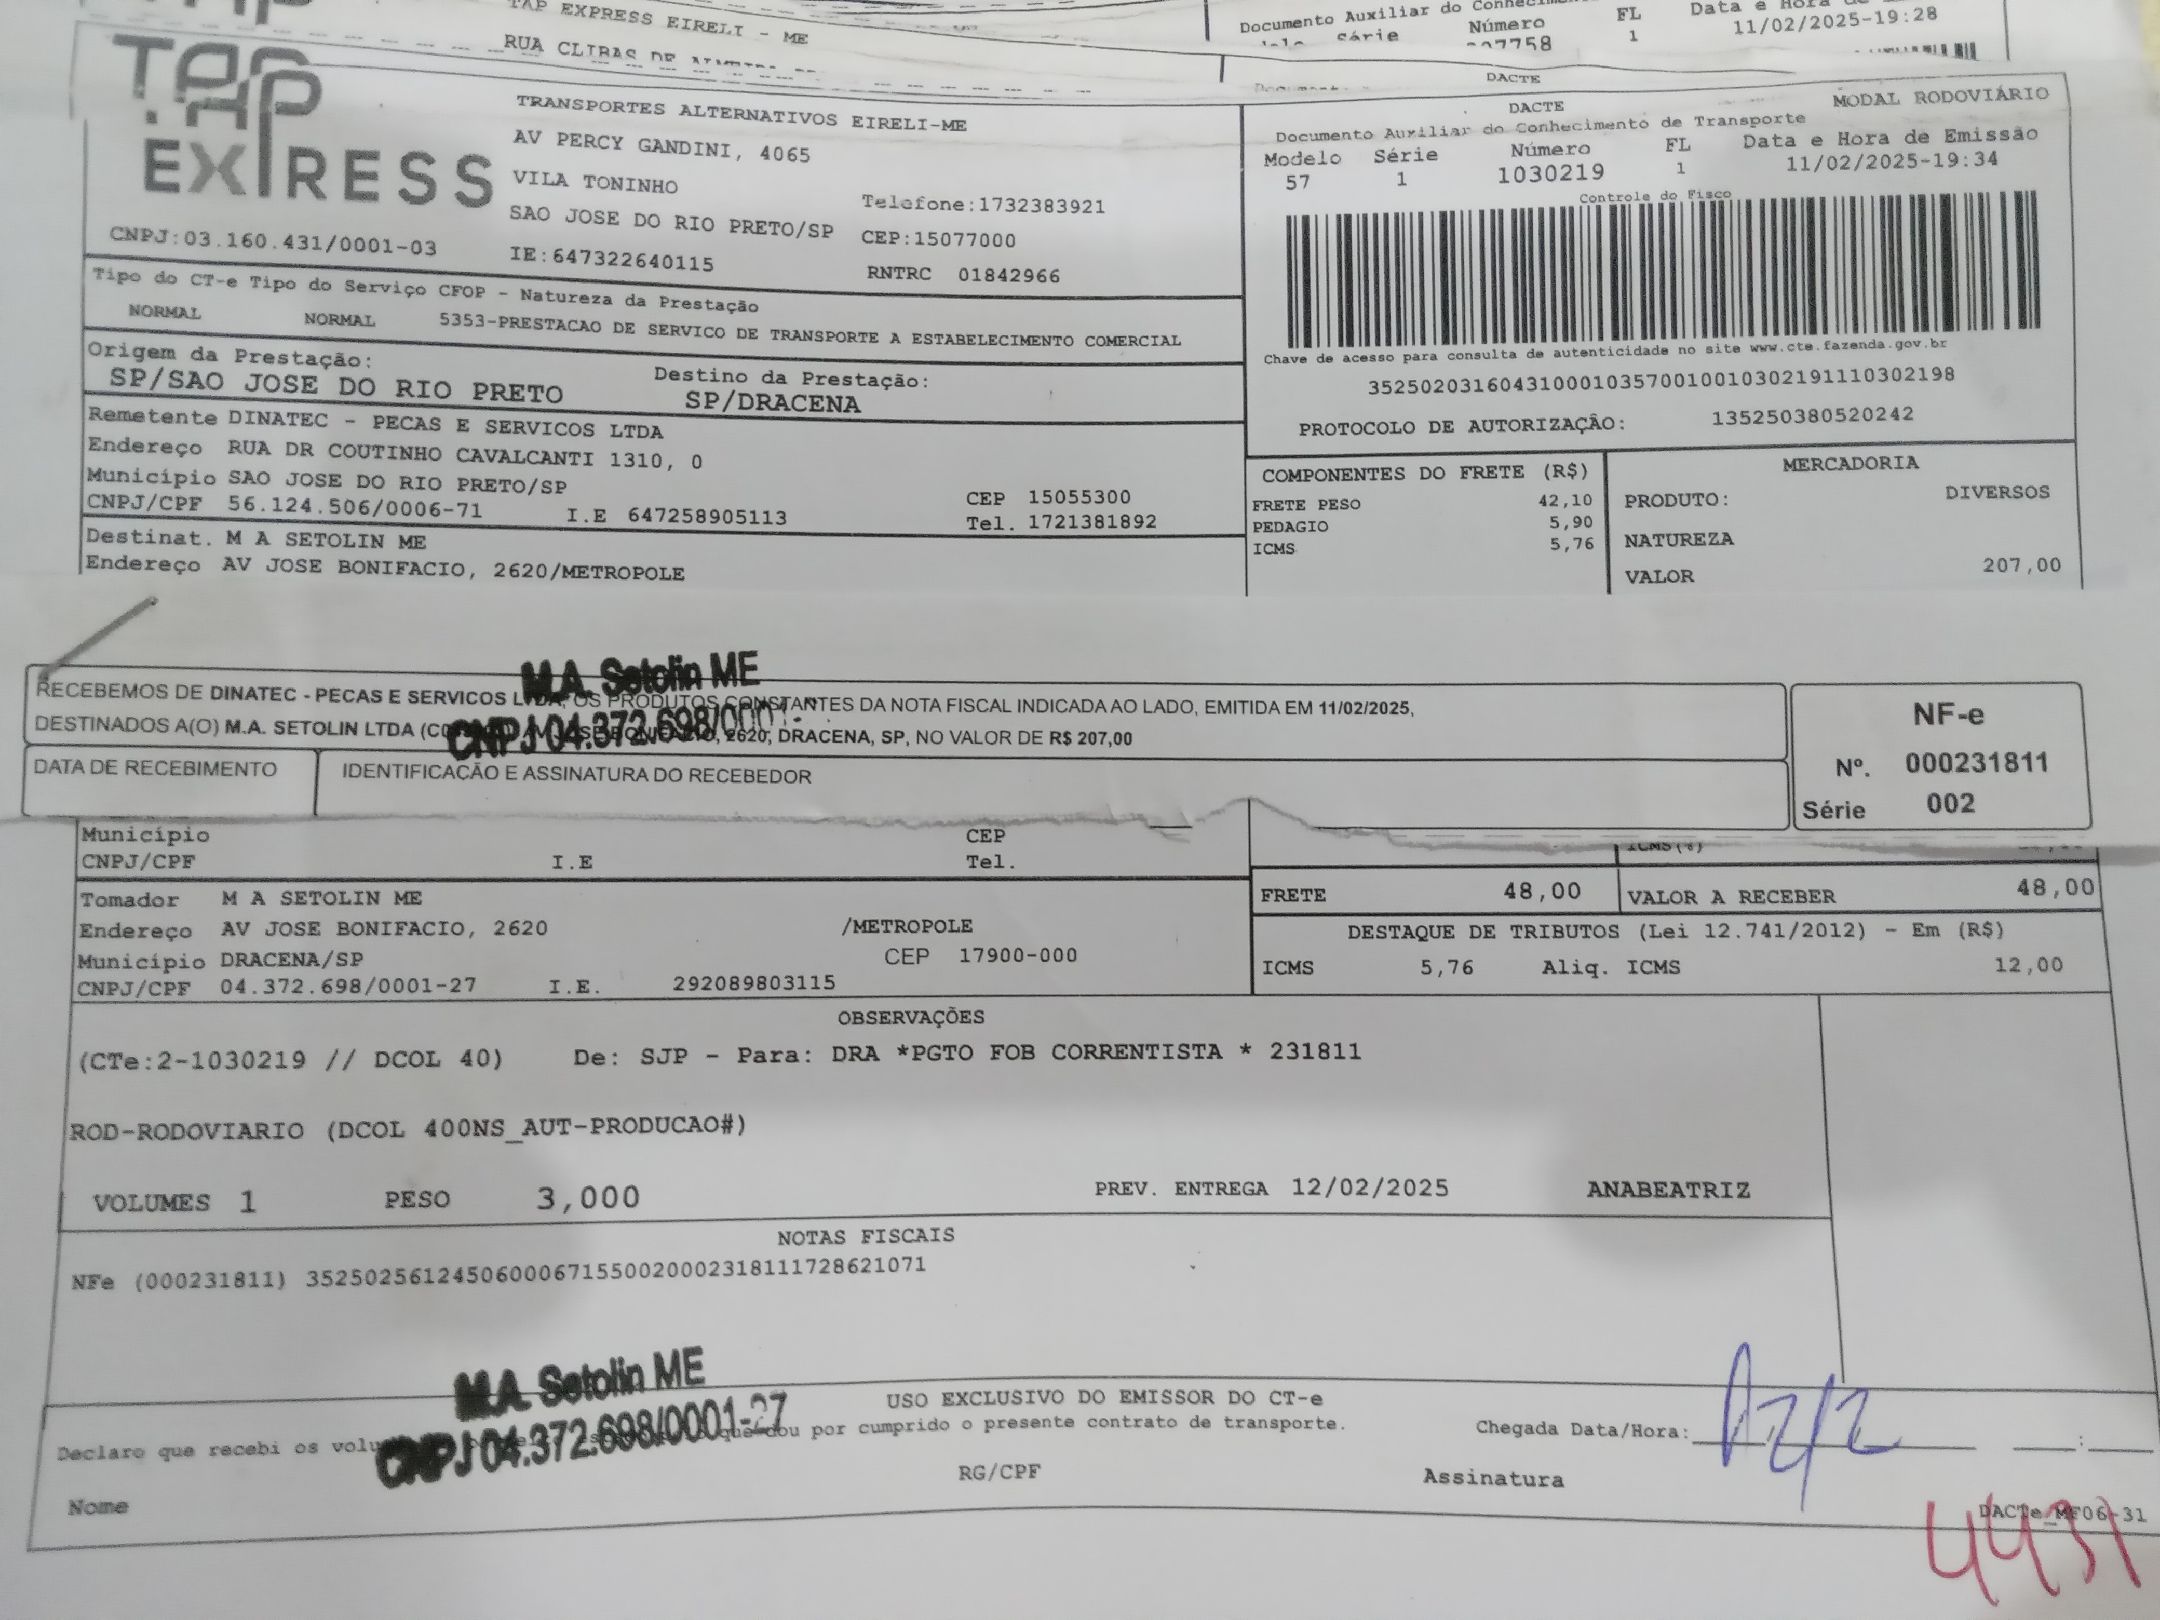 TAP EXPRESS EIRELI - ME
RUA
Documento Auxiliar do
Número FL Data e Hora de
Série 1 11/02/2025-19:28
DACTE
TAP EXPRESS
TRANSPORTES ALTERNATIVOS EIRELI-ME
AV PERCY GANDINI, 4065
VILA TONINHO
Telefone:1732383921
SAO JOSE DO RIO PRETO/SP CEP:15077000
CNPJ:03.160.431/0001-03 IE:647322640115 RNTRC 01842966
DACTE MODAL RODOVIÁRIO
Documento Auxiliar do Conhecimento de Transporte
Modelo Série Número FL Data e Hora de Emissão
57 1 1030219 1 11/02/2025-19:34
Controle do Fisco
Chave de acesso para consulta de autenticidade no site www.cte.fazenda.gov.br
35250203160431000103570010010302191110302198
PROTOCOLO DE AUTORIZAÇÃO: 135250380520242
Tipo do CT-e Tipo do Serviço CFOP - Natureza da Prestação
NORMAL NORMAL 5353-PRESTACAO DE SERVICO DE TRANSPORTE A ESTABELECIMENTO COMERCIAL
Origem da Prestação: Destino da Prestação:
SP/SAO JOSE DO RIO PRETO SP/DRACENA
Remetente DINATEC - PECAS E SERVICOS LTDA
Endereço RUA DR COUTINHO CAVALCANTI 1310, 0
Município SAO JOSE DO RIO PRETO/SP CEP 15055300
CNPJ/CPF 56.124.506/0006-71 I.E 647258905113 Tel. 1721381892
Destinat. M A SETOLIN ME
Endereço AV JOSE BONIFACIO, 2620/METROPOLE
COMPONENTES DO FRETE (R$)
FRETE PESO 42,10
PEDAGIO 5,90
ICMS 5,76
MERCADORIA
PRODUTO: DIVERSOS
NATUREZA
VALOR 207,00
M.A. Setolin ME
CNPJ 04.372.698/0001-
RECEBEMOS DE DINATEC - PECAS E SERVICOS LTDA, OS PRODUTOS CONSTANTES DA NOTA FISCAL INDICADA AO LADO, EMITIDA EM 11/02/2025,
DESTINADOS A(O) M.A. SETOLIN LTDA 2620, DRACENA, SP, NO VALOR DE R$ 207,00
DATA DE RECEBIMENTO IDENTIFICAÇÃO E ASSINATURA DO RECEBEDOR
NF-e
Nº. 000231811
Série 002
Município CEP
CNPJ/CPF I.E Tel.
Tomador M A SETOLIN ME
Endereço AV JOSE BONIFACIO, 2620 /METROPOLE
Município DRACENA/SP CEP 17900-000
CNPJ/CPF 04.372.698/0001-27 I.E. 292089803115
FRETE 48,00 VALOR A RECEBER 48,00
DESTAQUE DE TRIBUTOS (Lei 12.741/2012) - Em (R$)
ICMS 5,76 Aliq. ICMS 12,00
OBSERVAÇÕES
(CTe:2-1030219 // DCOL 40) De: SJP - Para: DRA *PGTO FOB CORRENTISTA * 231811
ROD-RODOVIARIO (DCOL 400NS_AUT-PRODUCAO#)
VOLUMES 1 PESO 3,000 PREV. ENTREGA 12/02/2025 ANABEATRIZ
NOTAS FISCAIS
NFe (000231811) 35250256124506000671550020002318111728621071
M.A. Setolin ME
CNPJ 04.372.698/0001-27
USO EXCLUSIVO DO EMISSOR DO CT-e
Declaro que recebi os dou por cumprido o presente contrato de transporte.
Chegada Data/Hora: 12/2
Nome RG/CPF Assinatura
DACTe_MF06-31
4431